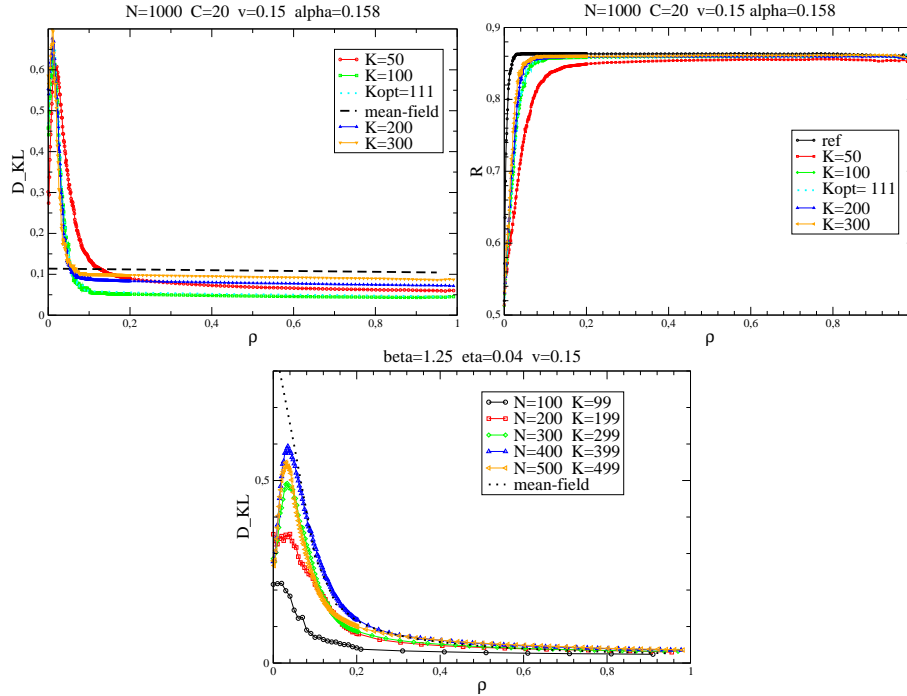 N=1000 C=20 v=0.15 alpha=0.158
K=50
K=100
Kopt=111
mean-field
K=200
K=300
D_KL
0,6
0,5
0,4
0,3
0,2
0,1
0
0
0,2
0,4
0,6
0,8
1
ρ
N=1000 C=20 v=0.15 alpha=0.158
ref
K=50
K=100
Kopt= 111
K=200
K=300
R
0,9
0,8
0,7
0,6
0,5
0
0,2
0,4
0,6
0,8
ρ
beta=1.25 eta=0.04 v=0.15
N=100 K=99
N=200 K=199
N=300 K=299
N=400 K=399
N=500 K=499
mean-field
D_KL
0,5
0
0
0,2
0,4
0,6
0,8
1
ρ